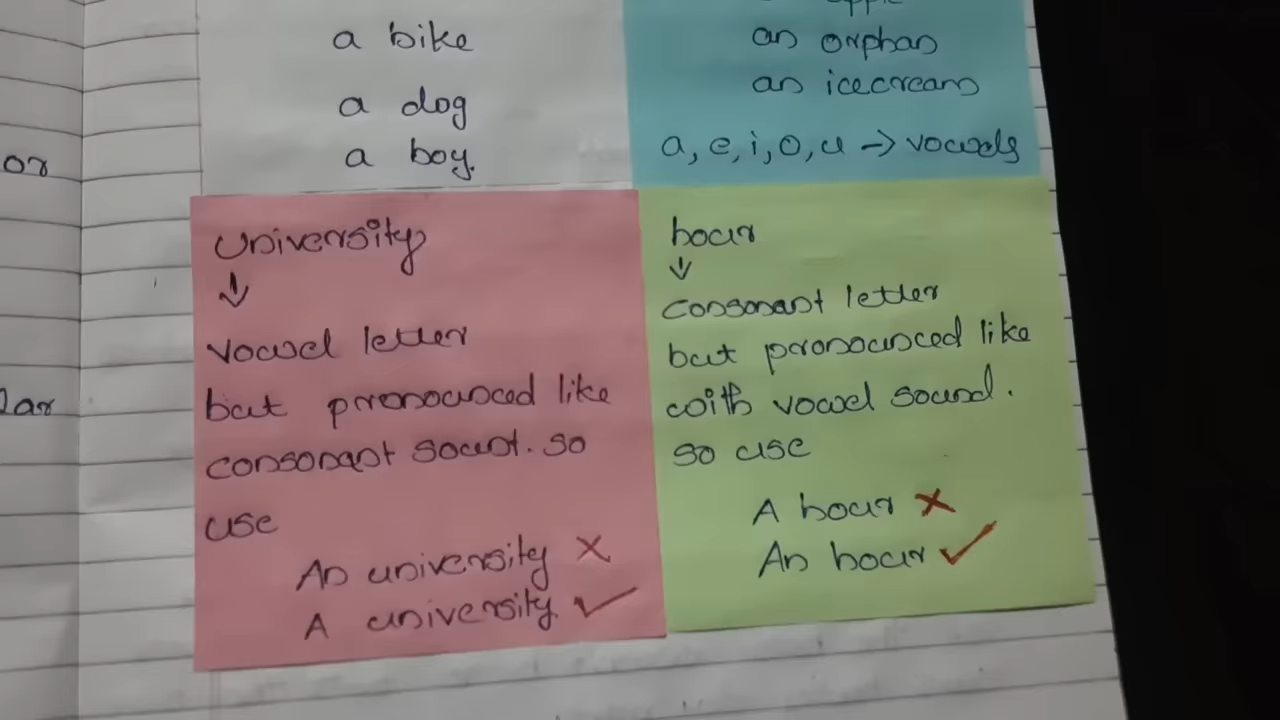 a bike
a dog
a boy.
an orphan
an icecream
a, e, i, o, u → vowels
or
lar
University
↓
vowel letter
but pronounced like
consonant sount. so
use
An university ✗
A university. ✓
hour
↓
consonant letter
but pronounced like
with vowel sound.
so use
A hour ✗
An hour ✓